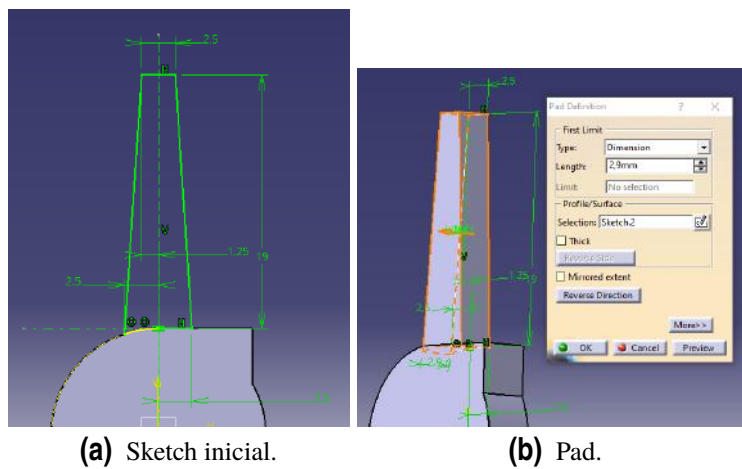 2.5
19
1.25
2.5
2.5
1.25
19
2.5
Pad Definition ? X
First Limit
Type: Dimension
Length: 2,9mm
Limit: No selection
Profile/Surface
Selection: Sketch.2
Thick
Reverse Side
Mirrored extent
Reverse Direction
More>>
OK Cancel Preview
(a) Sketch inicial.
(b) Pad.